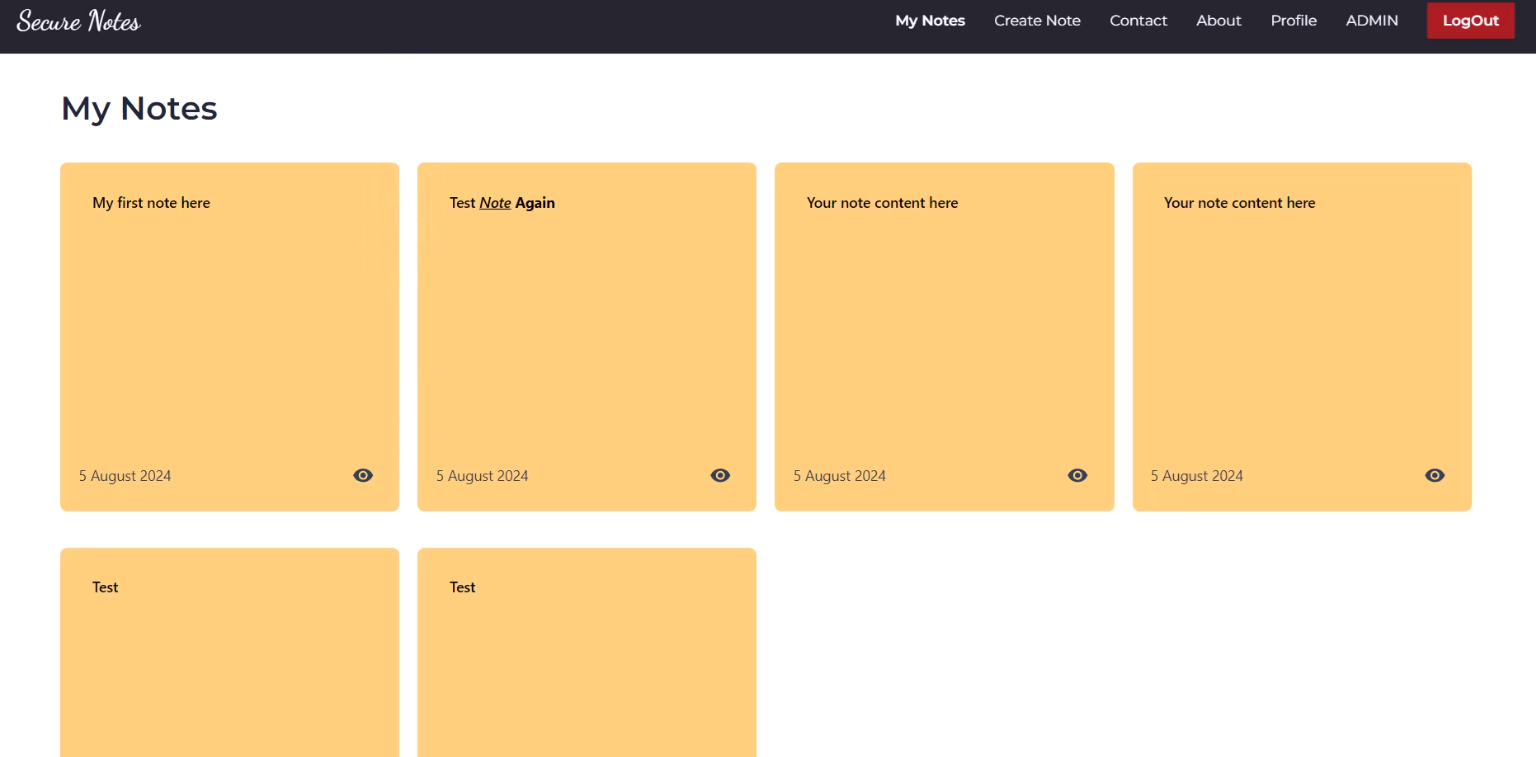 Secure Notes My Notes Create Note Contact About Profile ADMIN LogOut
My Notes
My first note here
Test Note Again
Your note content here
Your note content here
5 August 2024
5 August 2024
5 August 2024
5 August 2024
Test
Test